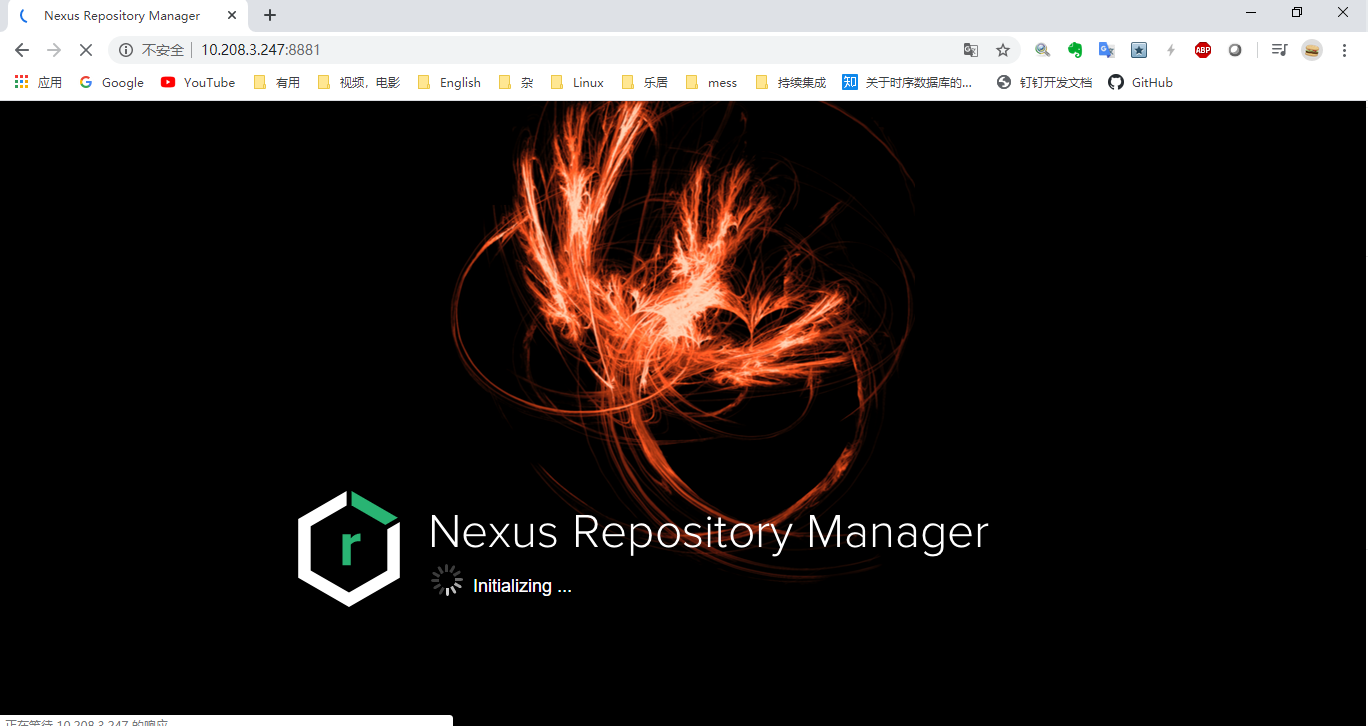 Nexus Repository Manager
不安全 10.208.3.247:8881
ABP
应用 Google YouTube 有用 视频，电影 English 杂 Linux 乐居 mess 持续集成 知 关于时序数据库的... 钉钉开发文档 GitHub
r
Nexus Repository Manager
Initializing ...
正在等待 10.208.3.247 的响应